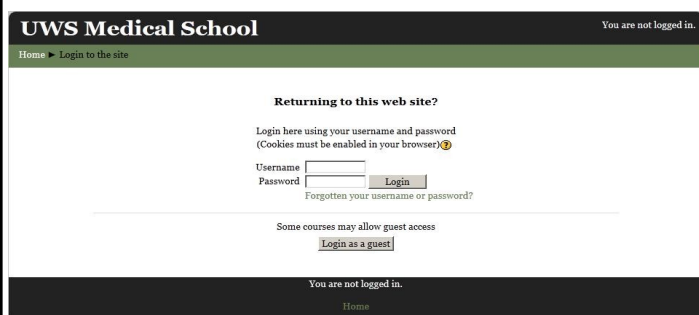 UWS Medical School
You are not logged in.
Home ► Login to the site
Returning to this web site?
Login here using your username and password
(Cookies must be enabled in your browser)?
Username
Password Login
Forgotten your username or password?
Some courses may allow guest access
Login as a guest
You are not logged in.
Home